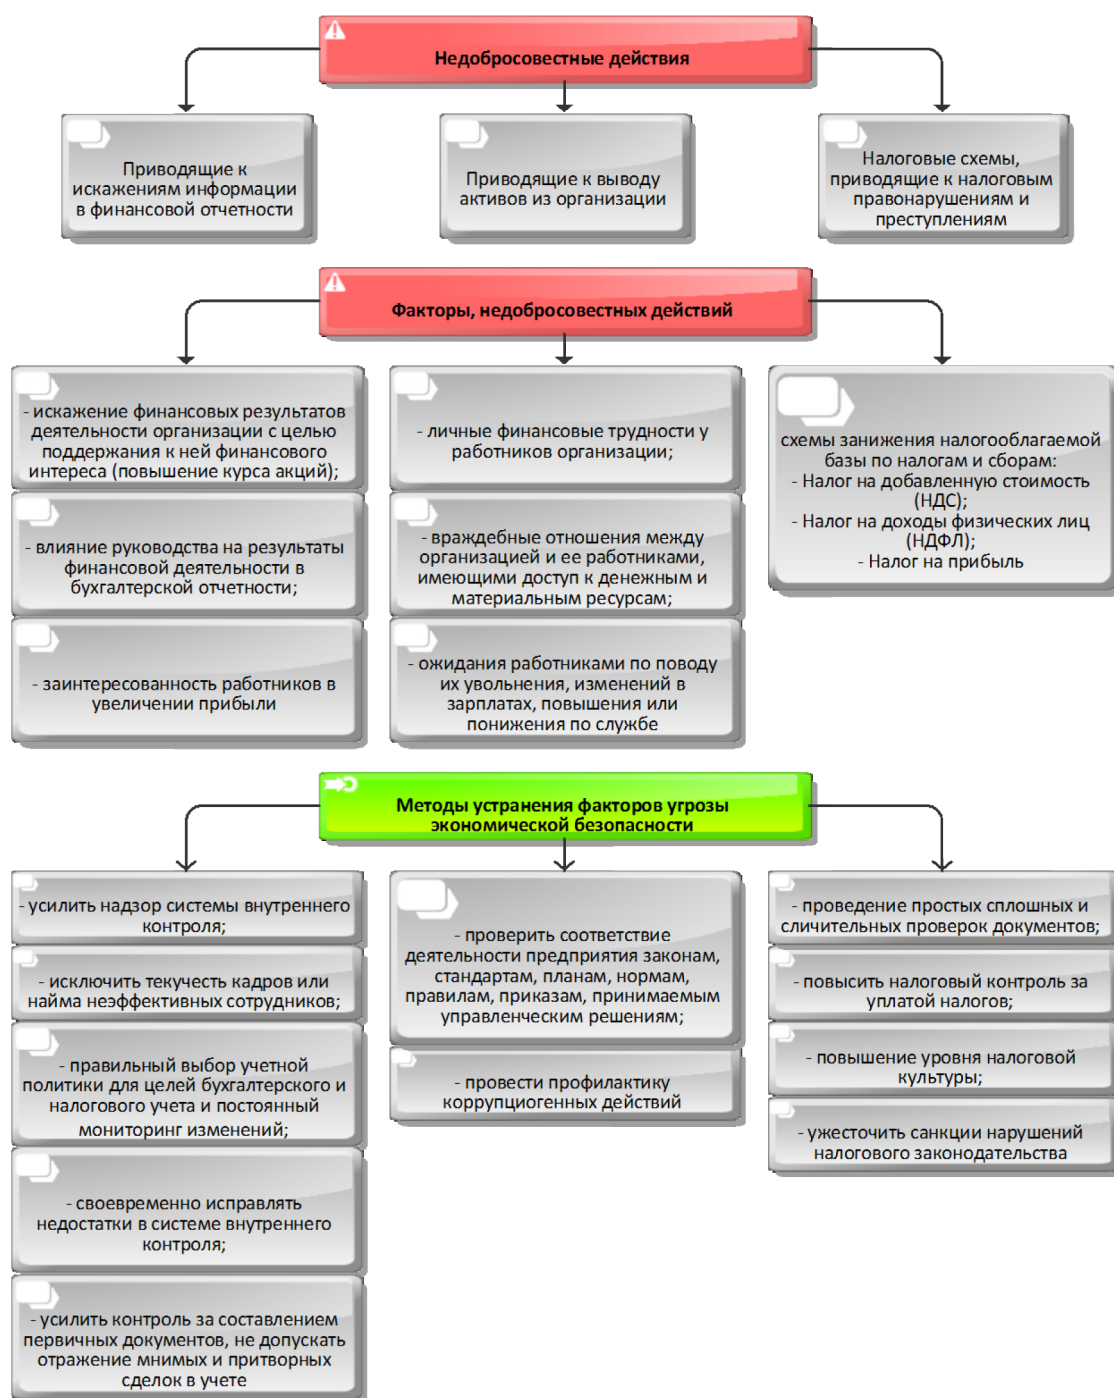 Недобросовестные действия
Приводящие к
искажениям информации
в финансовой отчетности
Приводящие к выводу
активов из организации
Налоговые схемы,
приводящие к налоговым
правонарушениям и
преступлениям
Факторы, недобросовестных действий
- искажение финансовых результатов
деятельности организации с целью
поддержания к ней финансового
интереса (повышение курса акций);
- влияние руководства на результаты
финансовой деятельности в
бухгалтерской отчетности;
- заинтересованность работников в
увеличении прибыли
- личные финансовые трудности у
работников организации;
- враждебные отношения между
организацией и ее работниками,
имеющими доступ к денежным и
материальным ресурсам;
- ожидания работниками по поводу
их увольнения, изменений в
зарплатах, повышения или
понижения по службе
схемы занижения налогооблагаемой
базы по налогам и сборам:
- Налог на добавленную стоимость
(НДС);
- Налог на доходы физических лиц
(НДФЛ);
- Налог на прибыль
Методы устранения факторов угрозы
экономической безопасности
- усилить надзор системы внутреннего
контроля;
- исключить текучесть кадров или
найма неэффективных сотрудников;
- правильный выбор учетной
политики для целей бухгалтерского и
налогового учета и постоянный
мониторинг изменений;
- своевременно исправлять
недостатки в системе внутреннего
контроля;
- усилить контроль за составлением
первичных документов, не допускать
отражение мнимых и притворных
сделок в учете
- проверить соответствие
деятельности предприятия законам,
стандартам, планам, нормам,
правилам, приказам, принимаемым
управленческим решениям;
- провести профилактику
коррупциогенных действий
- проведение простых сплошных и
сличительных проверок документов;
- повысить налоговый контроль за
уплатой налогов;
- повышение уровня налоговой
культуры;
- ужесточить санкции нарушений
налогового законодательства